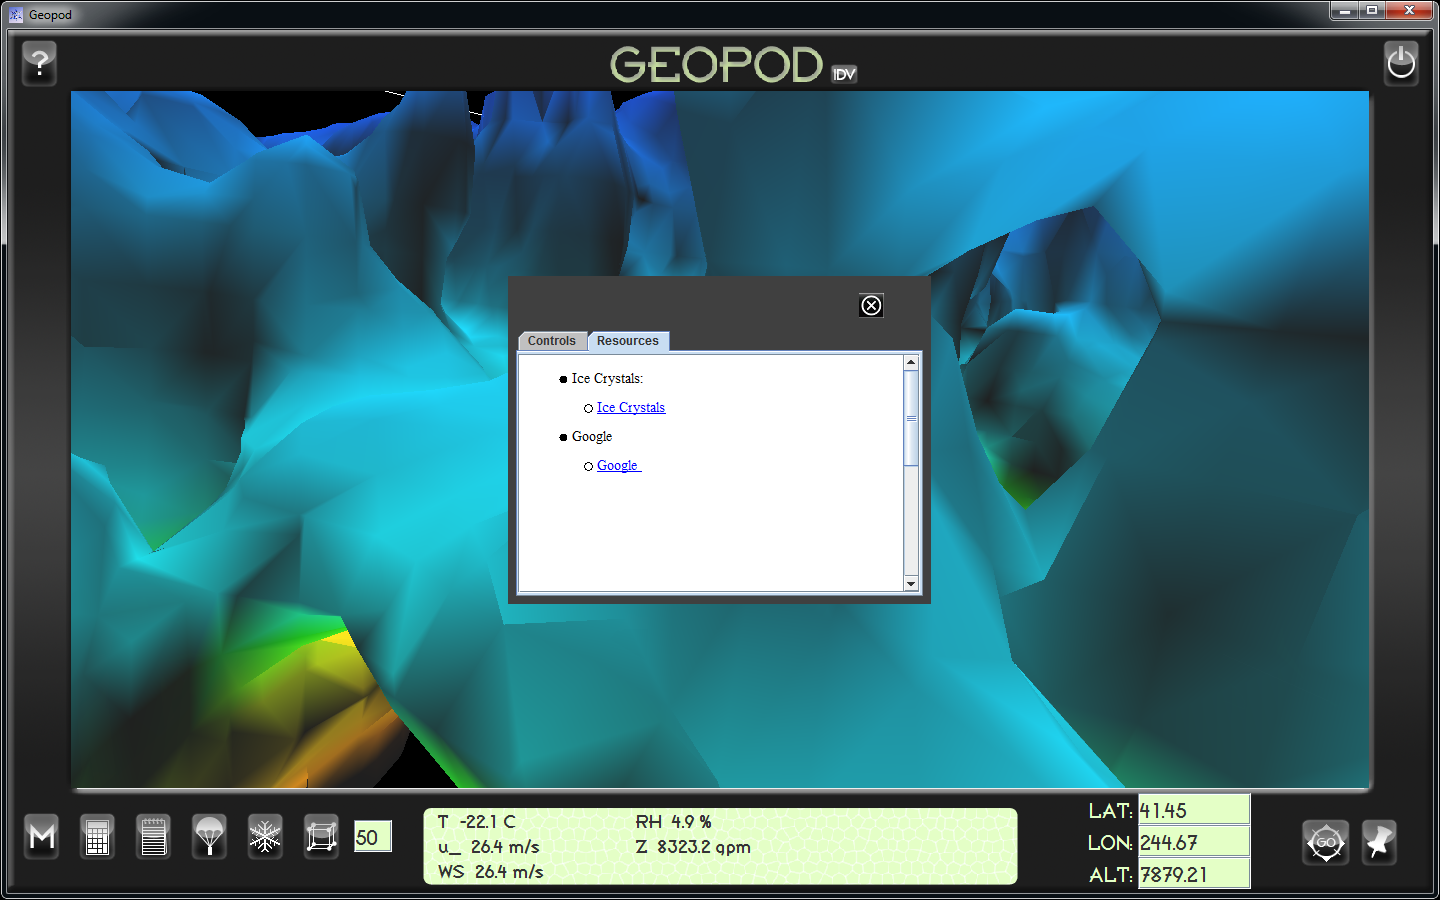 Geopod
?
GEOPOD IDV
Controls Resources
Ice Crystals:
Ice Crystals
Google
Google
M
50
T -22.1 C RH 4.9 %
u_ 26.4 m/s Z 8323.2 gpm
WS 26.4 m/s
LAT: 41.45
LON: 244.67
ALT: 7879.21
GO